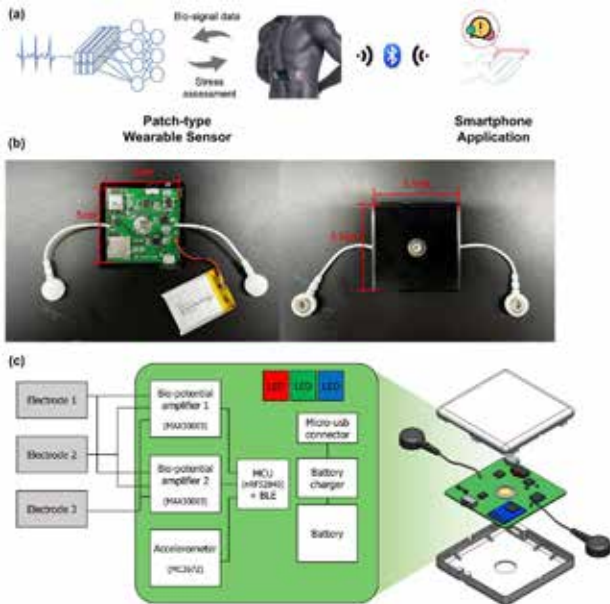 (a)
Bio-signal data
Stress
assessment
Patch-type
Wearable Sensor
Smartphone
Application
(b)
(c)
Electrode 1
Electrode 2
Electrode 3
Bio-potential
amplifier 1
(MAX30003)
Bio-potential
amplifier 2
(MAX30003)
Accelerometer
LED LED LED
MCU
(nRF52840)
+ BLE
Micro-usb
connector
Battery
charger
Battery